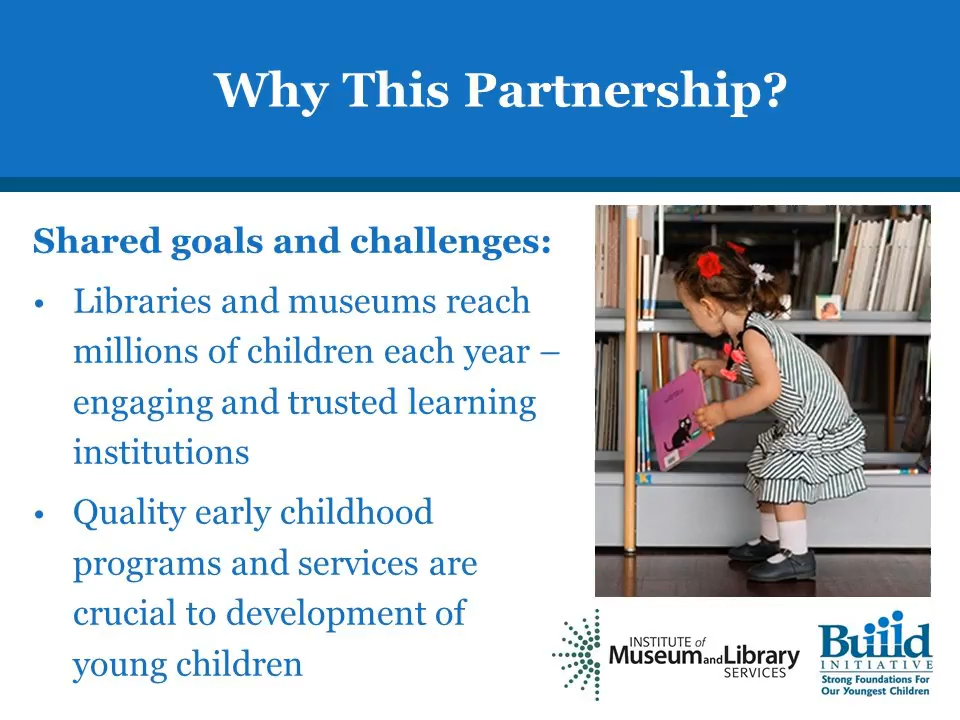 Why This Partnership?
Shared goals and challenges:
• Libraries and museums reach
millions of children each year –
engaging and trusted learning
institutions
• Quality early childhood
programs and services are
crucial to development of
young children
INSTITUTE of
Museum and Library
SERVICES
Build
INITIATIVE
Strong Foundations For
Our Youngest Children